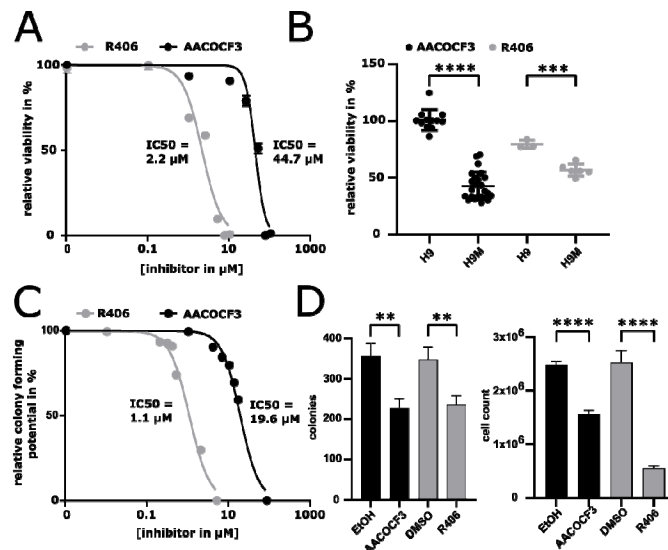 A
R406
AACOCF3
relative viability in %
100
50
0
IC50 =
2.2 µM
IC50 =
44.7 µM
0
0.1
10
1000
[inhibitor in µM]
B
AACOCF3
R406
relative viability in %
150
100
50
0
****
***
H9
H9M
H9
H9M
C
R406
AACOCF3
relative colony forming
potential in %
100
50
0
IC50 =
1.1 µM
IC50 =
19.6 µM
0
0.1
10
1000
[inhibitor in µM]
D
colonies
400
300
200
100
0
**
**
EtOH
AACOCF3
DMSO
R406
cell count
3x10⁶
2x10⁶
1x10⁶
0
****
****
EtOH
AACOCF3
DMSO
R406